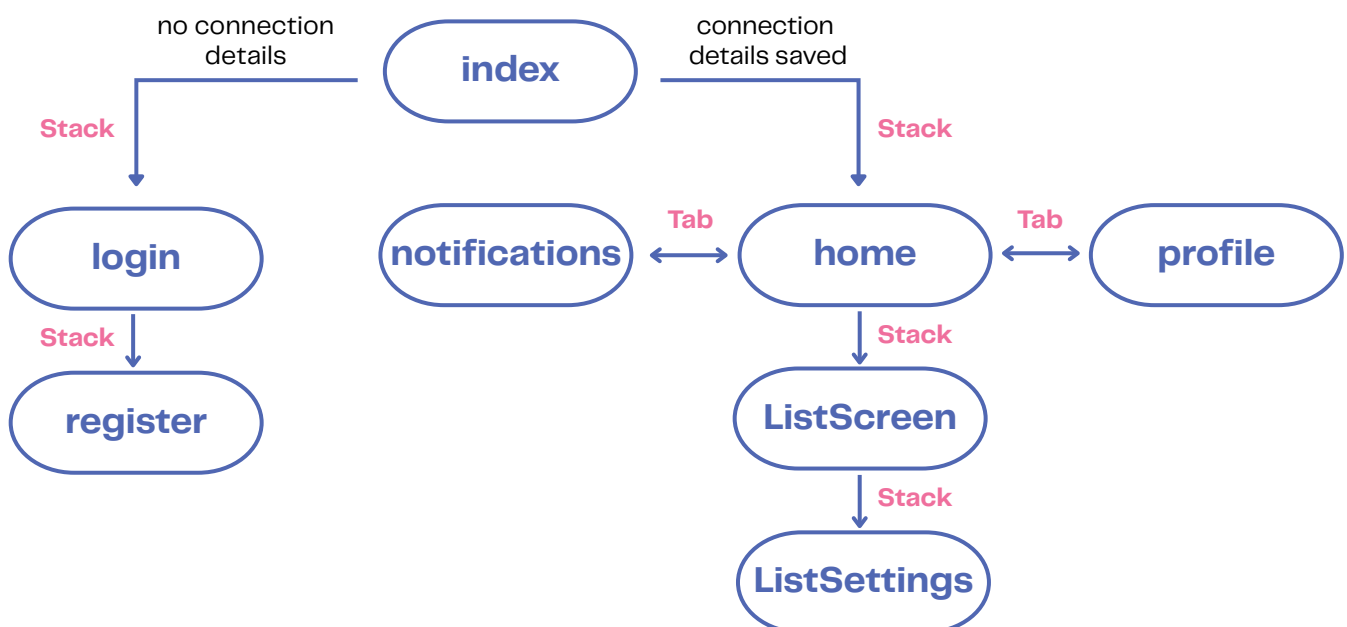 no connection
details
index
connection
details saved
Stack
Stack
login
notifications
Tab
home
Tab
profile
Stack
Stack
register
ListScreen
Stack
ListSettings